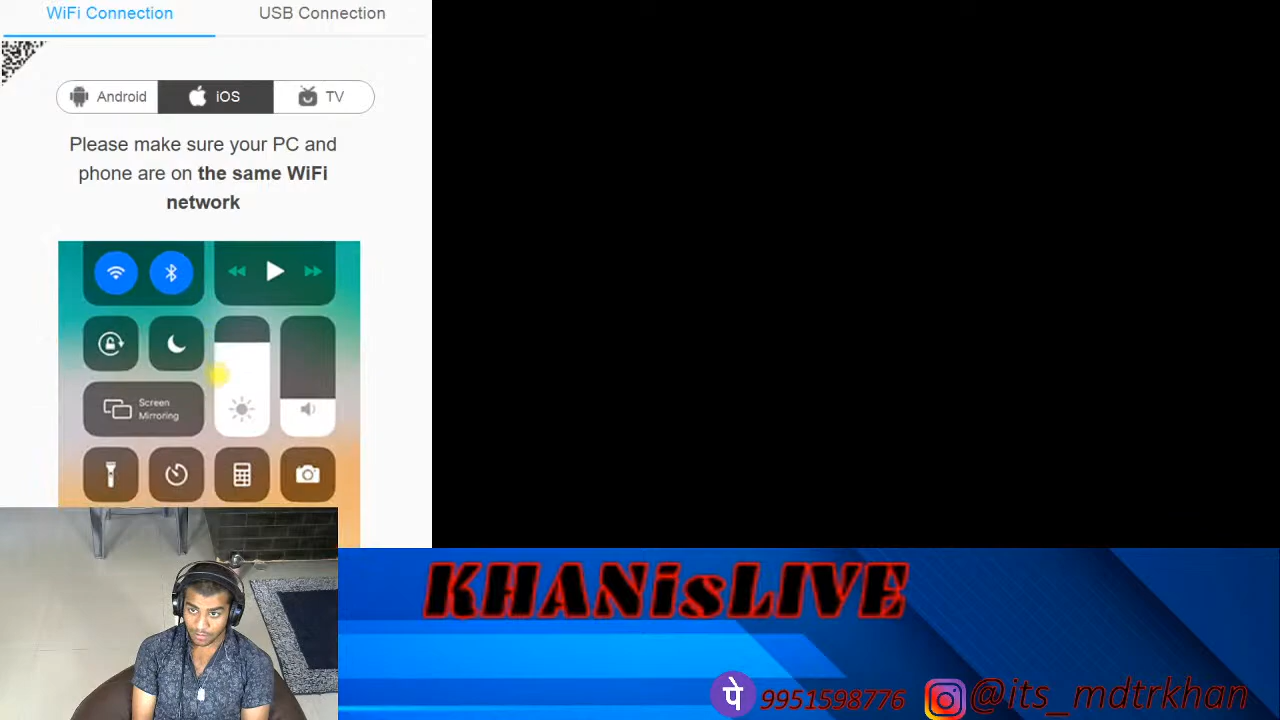 WiFi Connection
USB Connection
Android
iOS
TV
Please make sure your PC and
phone are on the same WiFi
network
Screen
Mirroring
KHANisLIVE
पे 9951598776
@its_mdtrkhan